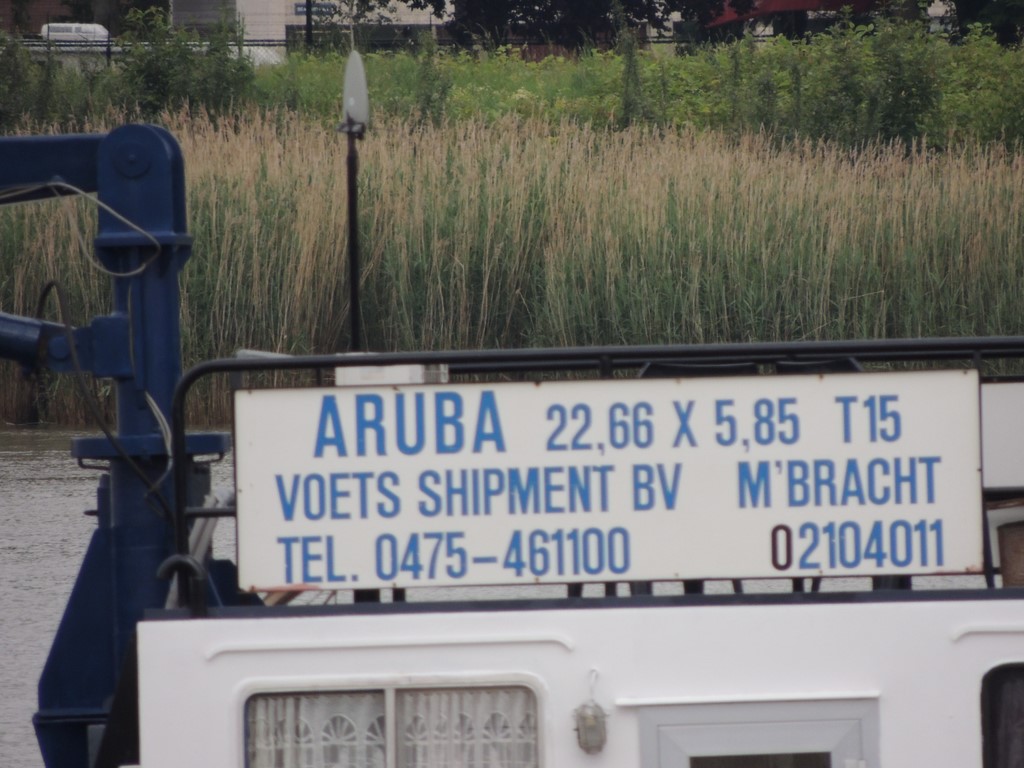 ARUBA 22,66 X 5,85 T15
VOETS SHIPMENT BV M'BRACHT
TEL. 0475-461100 02104011